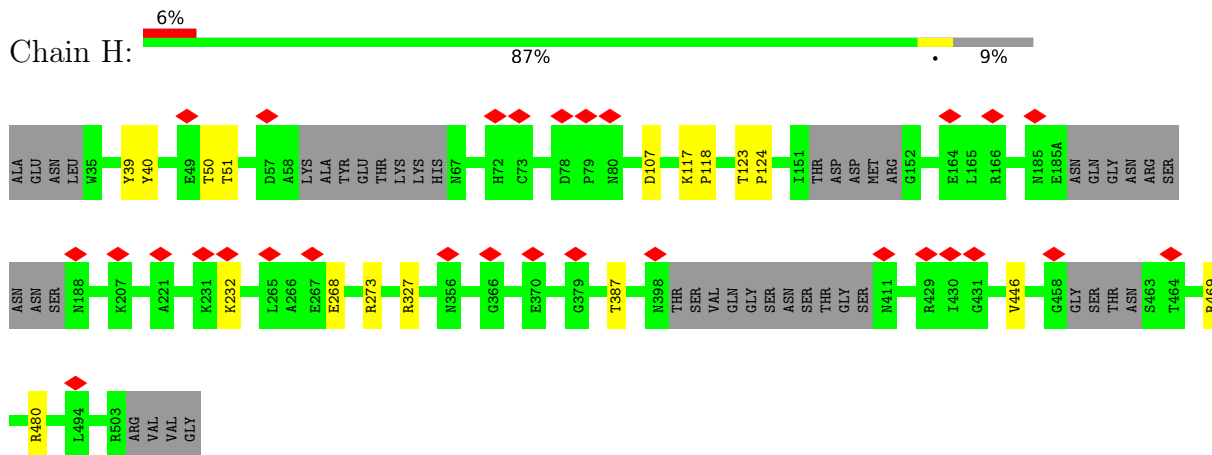 6%
Chain H:
87% • 9%
ALA GLU ASN LEU W35 Y39 Y40 E49 T50 T51 D57 A58 LYS ALA TYR GLU THR LYS LYS HIS N67 H72 C73 D78 P79 N80 D107 K117 P118 T123 P124 I151 THR ASP ASP MET ARG G152 E164 L165 R166 N185 E185A ASN GLN GLY ASN ARG SER
ASN ASN SER N188 K207 A221 K231 K232 L265 A266 E267 E268 R273 R327 N356 G366 E370 G379 T387 N398 THR SER VAL GLN GLY SER ASN SER THR GLY SER N411 R429 I430 G431 V446 G458 GLY SER THR ASN S463 T464 R469
R480 L494 R503 ARG VAL VAL GLY